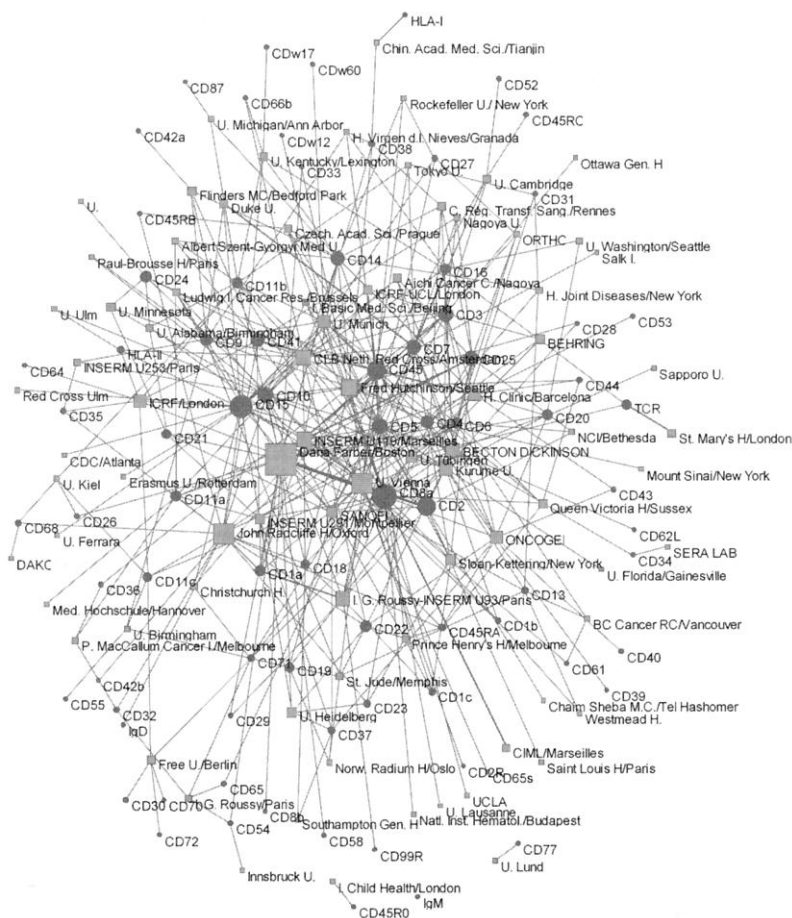 HLA-I
CDw17
Chin. Acad. Med. Sci./Tianjin
CDw60
CD87
CD52
CD66b
Rockefeller U./ New York
U. Michigan/Ann Arbor
CD45RC
CD42a
CDw12
H. Virgen d.l. Nieves/Granada
CD38
U. Kentucky/Lexington
CD27
CD33
Tokyo U.
Ottawa Gen. H
U. Cambridge
Flinders MC/Bedford Park
CD31
U.
Duke U.
C. Reg. Transf. Sang./Rennes
CD45RB
Nagoya U.
Czech. Acad. Sci./Prague
ORTHC
Albert Szent-Gyorgyi Med U
U. Washington/Seattle
CD14
Salk I.
Raul-Brousse H/Paris
CD16
CD24
CD11b
Aichi Cancer C./Nagoya
Ludwig I. Cancer Res./Brussels
ICRF-UCL/London
H. Joint Diseases/New York
I. Basic Med. Sci./Beijing
U. Ulm
U. Minnesota
CD3
U. Munich
CD53
U. Alabama/Birmingham
CD28
CD9
CD41
CD7
BEHRING
HLA-II
CLB Neth. Red Cross/Amsterdam
CD25
INSERM U253/Paris
CD64
CD45
Sapporo U.
CD44
Fred Hutchinson/Seattle
Red Cross Ulm
CD10
H. Clinic/Barcelona
ICRF/London
CD15
TCR
CD35
CD20
CD5
CD4
CD6
CD21
NCI/Bethesda
St. Mary's H/London
INSERM U119/Marseilles
Dana-Farber/Boston
BECTON DICKINSON
CDC/Atlanta
U. Tübingen
Kurume U.
Mount Sinai/New York
Erasmus U./Rotterdam
U. Kiel
U. Vienna
CD43
CD11a
CD8a
Queen Victoria H/Sussex
CD2
SANOFI
CD26
CD68
INSERM U291/Montpellier
CD62L
U. Ferrara
John Radcliffe H/Oxford
ONCOGEI
SERA LAB
CD34
DAKC
Sloan-Kettering/New York
CD18
U. Florida/Gainesville
CD11c
CD1a
CD36
Christchurch H.
CD13
I. G. Roussy-INSERM U93/Paris
Med. Hochschule/Hannover
BC Cancer RC/Vancouver
CD1b
CD22
CD45RA
U. Birmingham
P. MacCallum Cancer I./Melbourne
Prince Henry's H/Melbourne
CD40
CD71
CD61
CD19
St. Jude/Memphis
CD42b
CD39
CD55
CD1c
Chaim Sheba M.C./Tel Hashomer
CD23
CD32
CD29
U. Heidelberg
Westmead H.
IgD
CD37
CIML/Marseilles
Free U./Berlin
Norw. Radium H/Oslo
CD2R
Saint Louis H/Paris
CD65s
CD65
UCLA
CD30
CD7b
I. G. Roussy/Paris
U. Lausanne
CD8b
Natl. Inst. Hematol./Budapest
CD54
Southampton Gen. H
CD72
CD58
CD77
CD99R
U. Lund
Innsbruck U.
I. Child Health/London
IgM
CD45R0